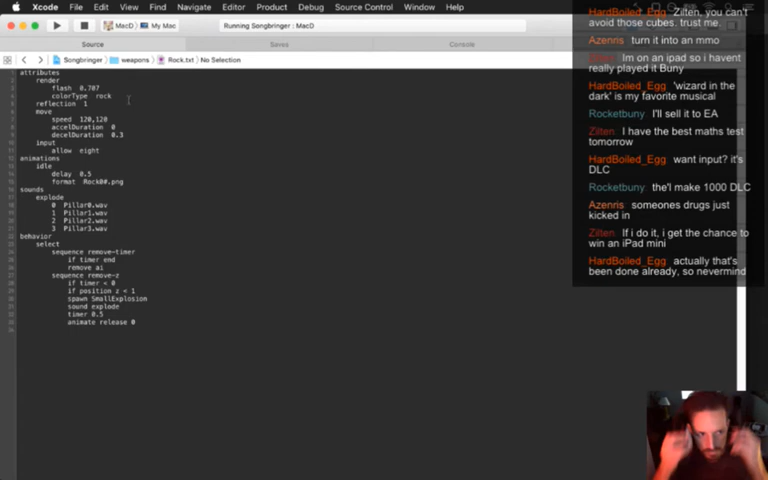 Xcode File Edit View Find Navigate Editor Product Debug Source Control Window Help
MacD My Mac Running Songbringer : MacD
Source Saves Console
Songbringer weapons Rock.txt No Selection
attributes
render
flash 0.707
colorType rock
reflection 1
move
speed 120,120
accelDuration 0
decelDuration 0.3
input
allow eight
animations
idle
delay 0.5
format Rock0#.png
sounds
explode
0 Pillar0.wav
1 Pillar1.wav
2 Pillar2.wav
3 Pillar3.wav
behavior
select
sequence remove-timer
if timer end
remove ai
sequence remove-z
if timer < 0
if position z < 1
spawn SmallExplosion
sound explode
timer 0.5
animate release 0
HardBoiled_Egg Zilten, you can't
avoid those cubes. trust me.
Azenris turn it into an mmo
Zilten Im on an ipad so i havent
really played it Buny
HardBoiled_Egg 'wizard in the
dark' is my favorite musical
Rocketbuny I'll sell it to EA
Zilten I have the best maths test
tomorrow
HardBoiled_Egg want input? it's
DLC
Rocketbuny the'l make 1000 DLC
Azenris someones drugs just
kicked in
Zilten If i do it, i get the chance to
win an iPad mini
HardBoiled_Egg actually that's
been done already, so nevermind